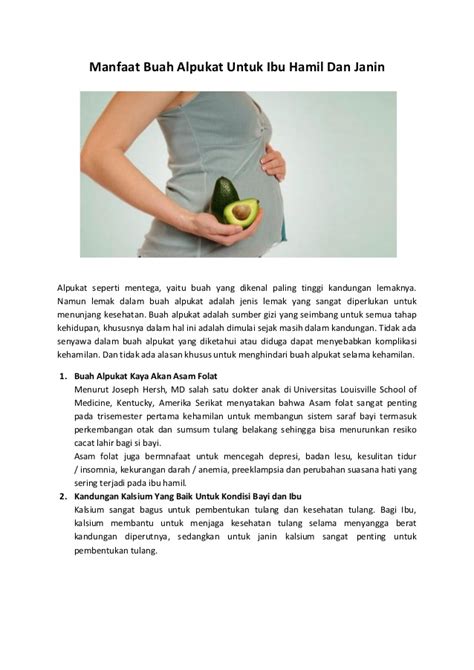 Manfaat Buah Alpukat Untuk Ibu Hamil Dan Janin
Alpukat seperti mentega, yaitu buah yang dikenal paling tinggi kandungan lemaknya.
Namun lemak dalam buah alpukat adalah jenis lemak yang sangat diperlukan untuk
menunjang kesehatan. Buah alpukat adalah sumber gizi yang seimbang untuk semua tahap
kehidupan, khususnya dalam hal ini adalah dimulai sejak masih dalam kandungan. Tidak ada
senyawa dalam buah alpukat yang diketahui atau diduga dapat menyebabkan komplikasi
kehamilan. Dan tidak ada alasan khusus untuk menghindari buah alpukat selama kehamilan.
1. Buah Alpukat Kaya Akan Asam Folat
Menurut Joseph Hersh, MD salah satu dokter anak di Universitas Louisville School of
Medicine, Kentucky, Amerika Serikat menyatakan bahwa Asam folat sangat penting
pada trisemester pertama kehamilan untuk membangun sistem saraf bayi termasuk
perkembangan otak dan sumsum tulang belakang sehingga bisa menurunkan resiko
cacat lahir bagi si bayi.
Asam folat juga bermnafaat untuk mencegah depresi, badan lesu, kesulitan tidur
/ insomnia, kekurangan darah / anemia, preeklampsia dan perubahan suasana hati yang
sering terjadi pada ibu hamil.
2. Kandungan Kalsium Yang Baik Untuk Kondisi Bayi dan Ibu
Kalsium sangat bagus untuk pembentukan tulang dan kesehatan tulang. Bagi Ibu,
kalsium membantu untuk menjaga kesehatan tulang selama menyangga berat
kandungan diperutnya, sedangkan untuk janin kalsium sangat penting untuk
pembentukan tulang.